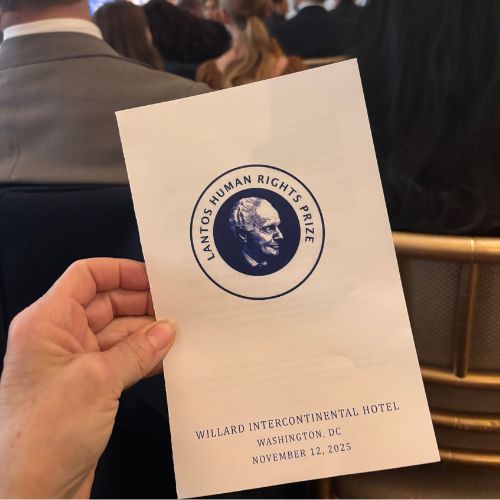 LANTOS HUMAN RIGHTS PRIZE
WILLARD INTERCONTINENTAL HOTEL
WASHINGTON, DC
NOVEMBER 12, 2025